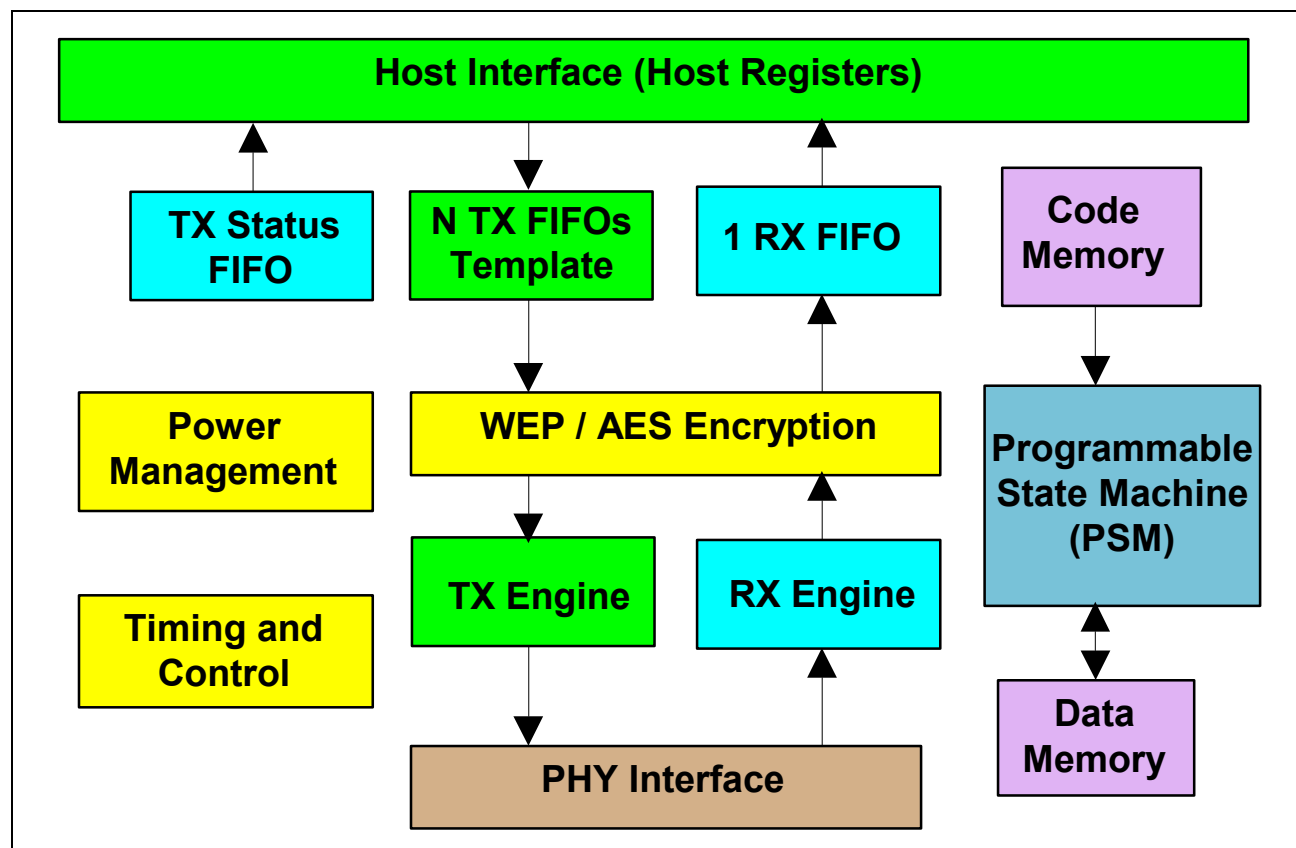 Host Interface (Host Registers)
TX Status
FIFO
N TX FIFOs
Template
1 RX FIFO
Code
Memory
Power
Management
WEP / AES Encryption
Programmable
State Machine
(PSM)
TX Engine
RX Engine
Timing and
Control
Data
Memory
PHY Interface